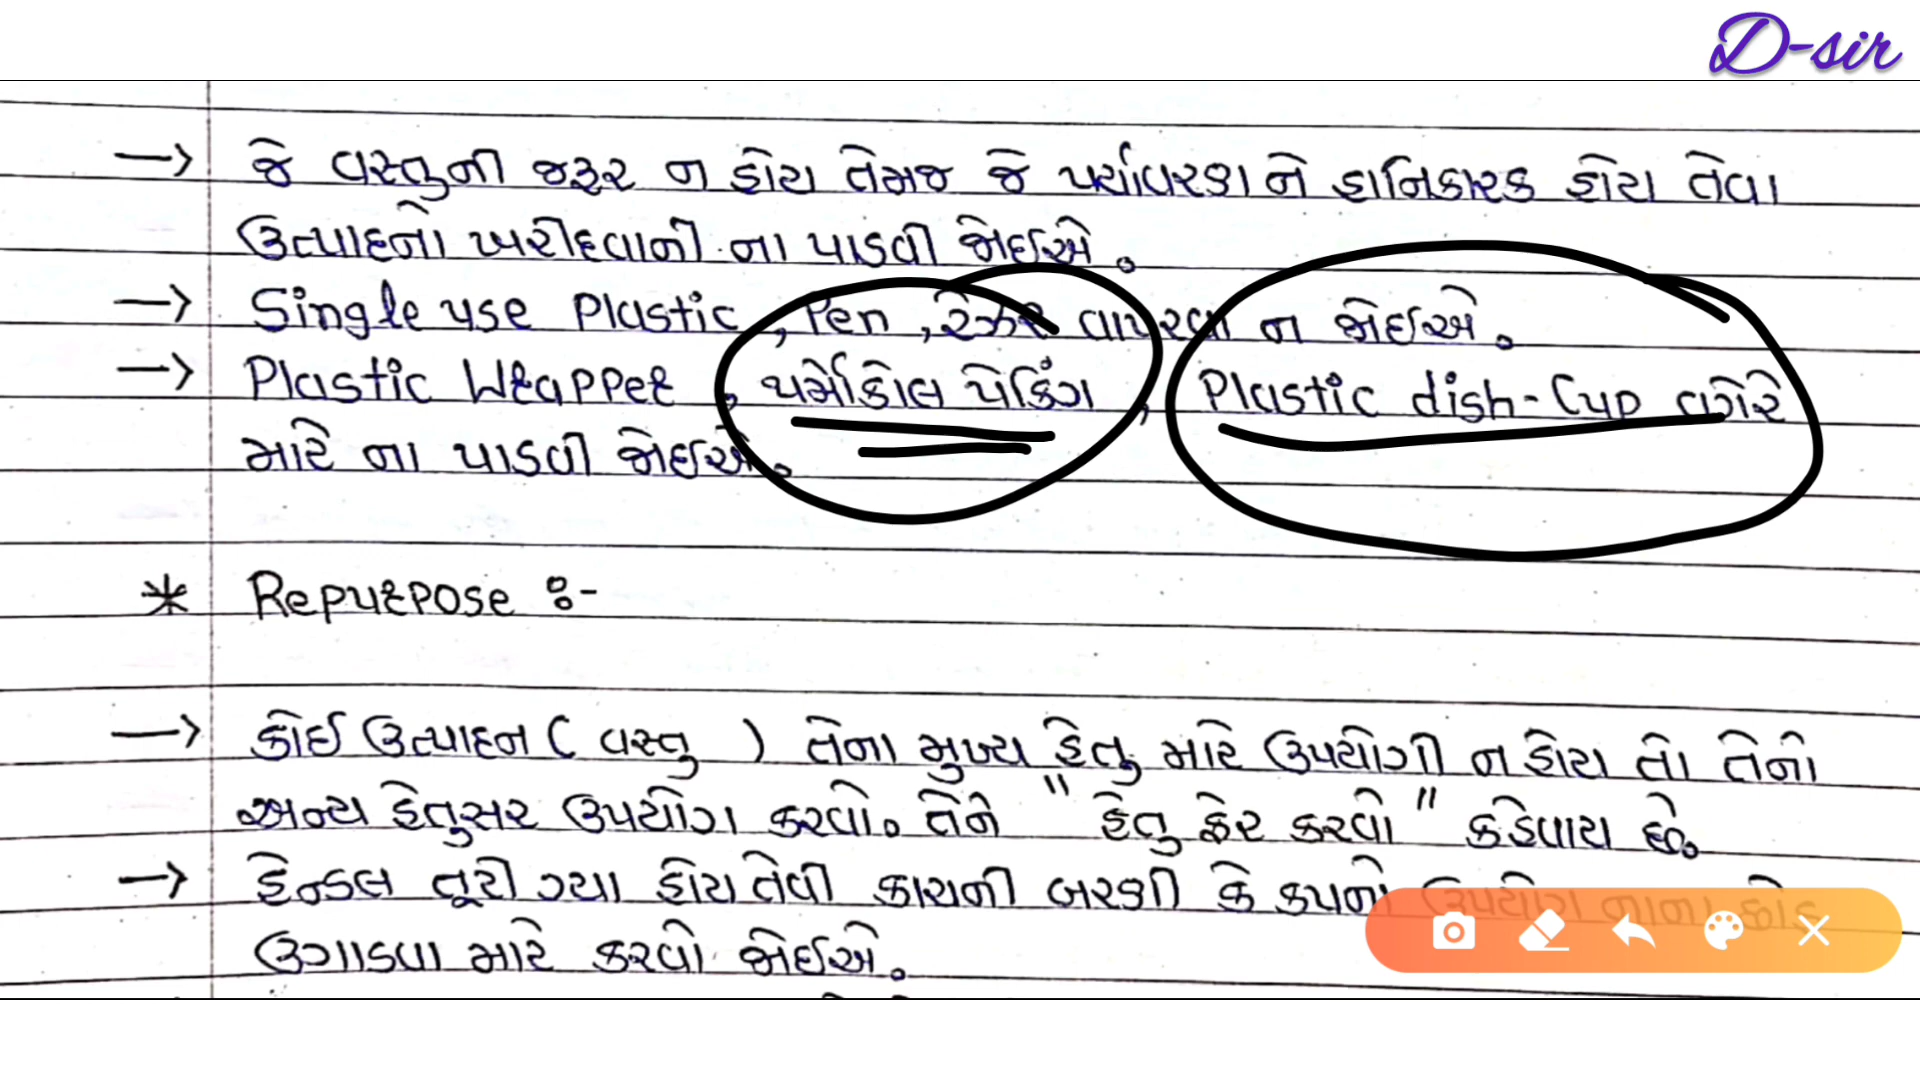 D-sir
→ જે વસ્તુની જરૂર ન હોય તેમજ જે પર્યાવરણને હાનિકારક હોય તેવા
ઉત્પાદનો ખરીદવાની ના પાડવી જોઈએ.
→ Single use Plastic, Pen, રેઝર વાપરવા ન જોઈએ.
→ Plastic Wrapper, થર્મોકોલ પેકિંગ, Plastic dish-Cup વગેરે
માટે ના પાડવી જોઈએ.
* Repurpose :-
→ કોઈ ઉત્પાદન ( વસ્તુ ) તેના મુખ્ય હેતુ માટે ઉપયોગી ન હોય તો તેનો
અન્ય હેતુસર ઉપયોગ કરવો. તેને " હેતુ ફેર કરવો " કહેવાય છે.
→ હેન્ડલ તૂટી ગ્યા હોય તેવી કાચની બરણી કે કપનો ઉપયોગ નાના છોડ
ઉગાડવા માટે કરવો જોઈએ.